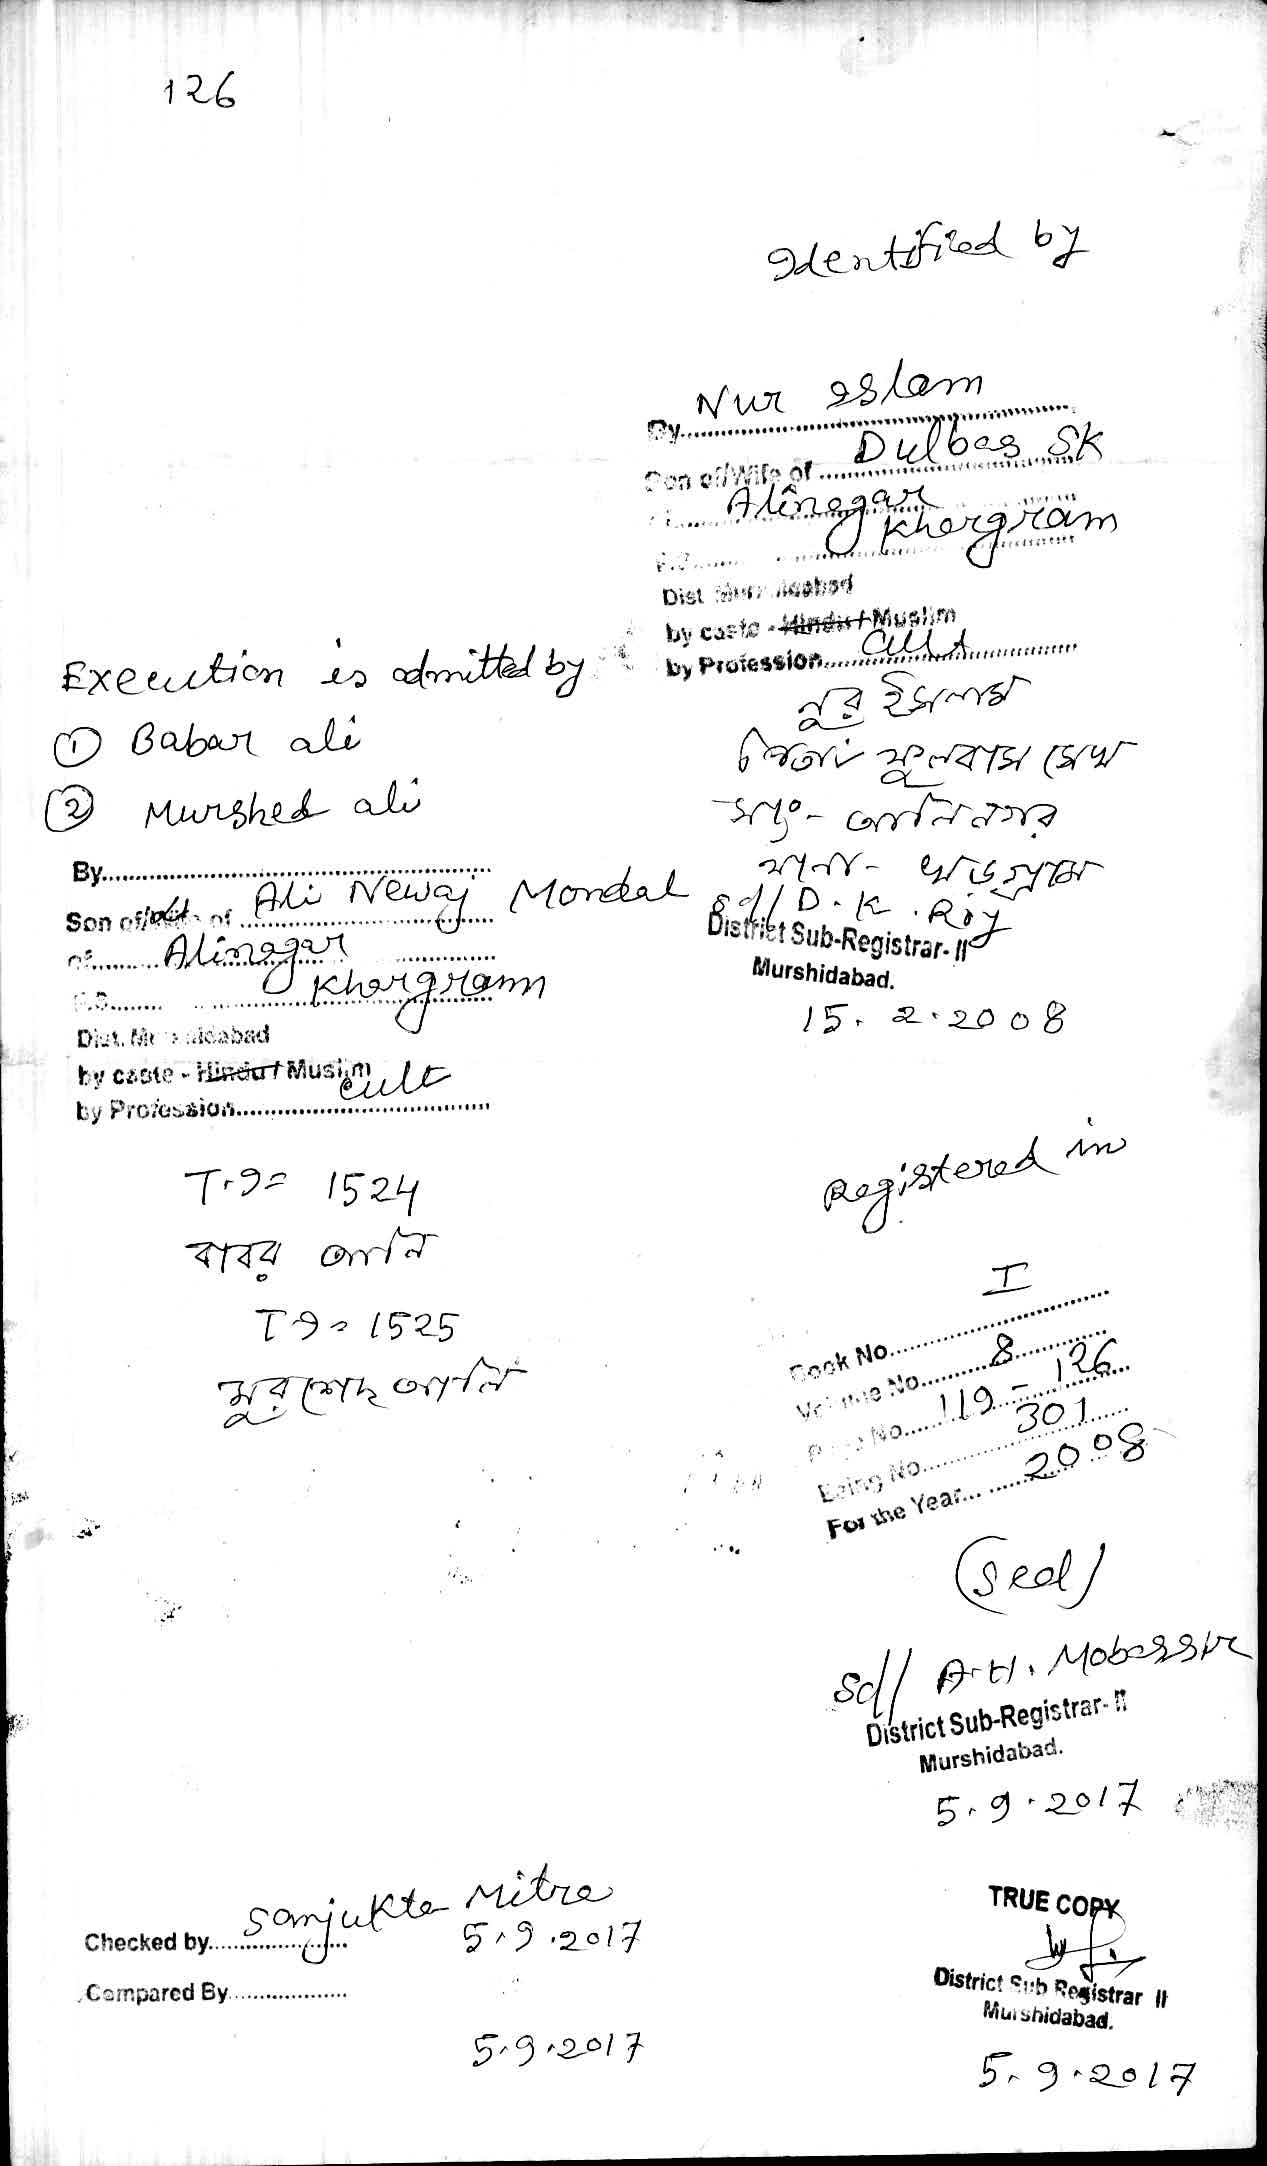 126
Identified by
By Nur Islam
Son of/Wife of Dulbas SK
Alinagar
Khargram
Dist. Murshidabad
by caste - Hindu / Muslim
by Profession Cult
নুর ইসলাম
পিতা ফুলবাস সেখ
সাং - আলিনগর
থানা - খড়গ্রাম
sd// D. K. Roy
District Sub-Registrar- II
Murshidabad.
15. 2. 2008
Execution is admitted by
① Babar ali
② Murshed ali
By
Son of Ali Newaj Mondal
of Alinagar
P.S. Khargram
Dist. Murshidabad
by caste - Hindu / Muslim
by Profession cult
T.I= 1524
বাবর আলি
T I = 1525
মুরশেদ আলি
Registered in
Book No. I
Volume No. 8
Page No. 119 - 126
Being No. 301
For the Year 2008
(Seal)
sd// A.H. Mobassir
District Sub-Registrar- II
Murshidabad.
5. 9. 2017
Checked by Sanjukta Mitra
5.9.2017
Compared By
5.9.2017
TRUE COPY
District Sub Registrar II
Murshidabad.
5. 9. 2017